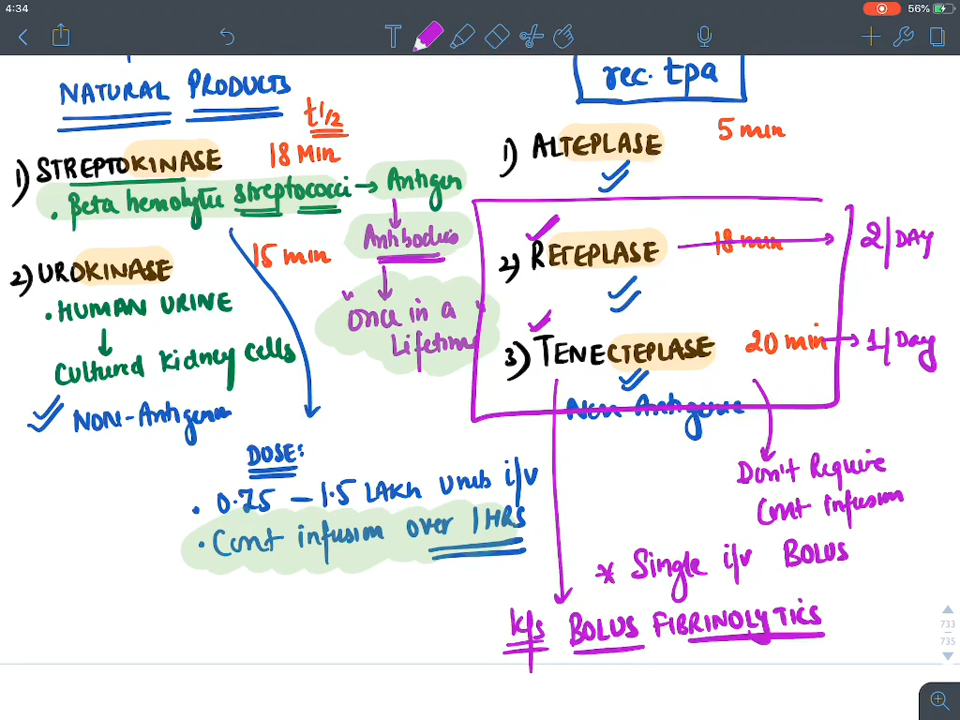 4:34
56%
NATURAL PRODUCTS
t1/2
1) STREPTOKINASE 18 Min
• Beta hemolytic streptococci → Antigen
Antibodies
"Once in a
Lifetime
2) UROKINASE 15 min
• HUMAN URINE
Cultured Kidney Cells
NON-Antigenic
DOSE:
• 0.75 – 1.5 LAKH Units i/v
• Cont infusion over 1 HRS
rec. tpa
1) ALTEPLASE 5 min
2) RETEPLASE 18 min 2/DAY
3) TENECTEPLASE 20 min → 1/Day
Non Antigenic
Don't Require
Cont infusion
* Single i/v BOLUS
k/s BOLUS FIBRINOLYTICS
733
735